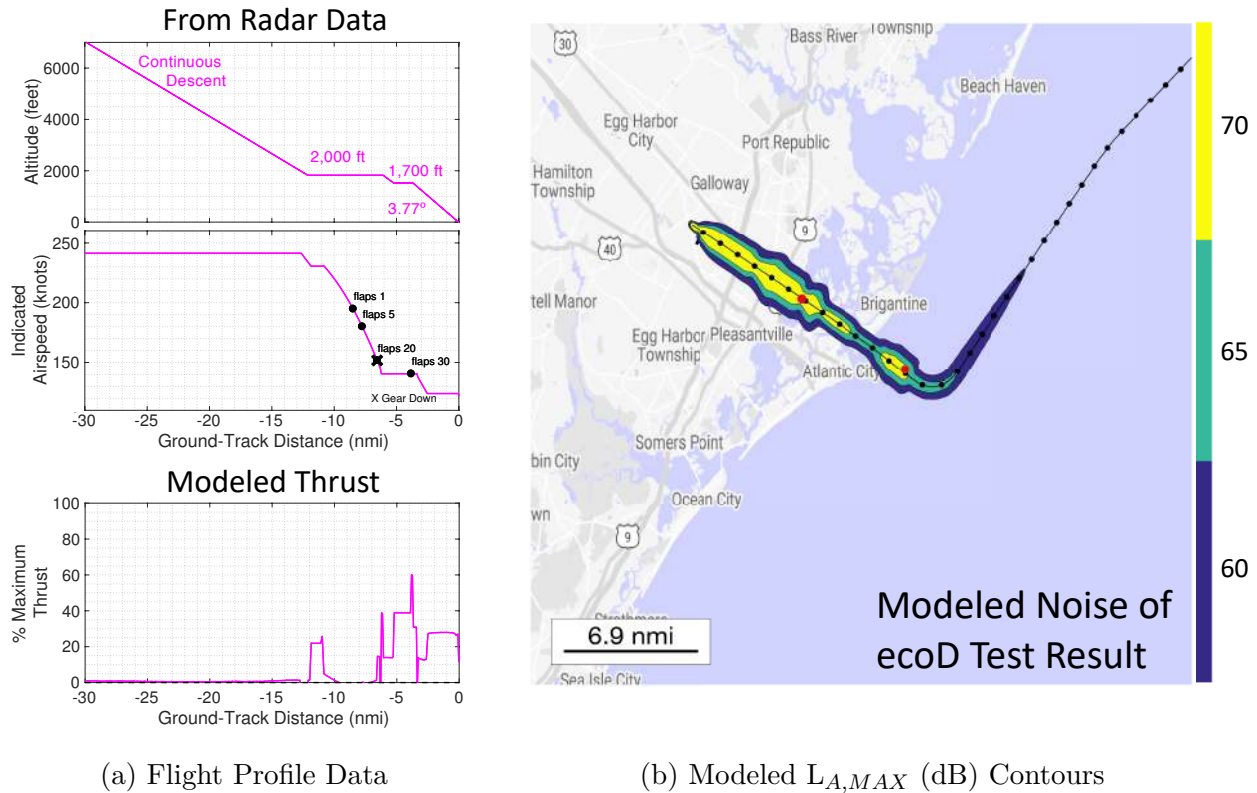 From Radar Data
6000
4000
2000
0
Altitude (feet)
Continuous
Descent
2,000 ft
1,700 ft
3.77º
250
200
150
Indicated
Airspeed (knots)
flaps 1
flaps 5
flaps 20
flaps 30
X Gear Down
-30 -25 -20 -15 -10 -5 0
Ground-Track Distance (nmi)
Modeled Thrust
100
80
60
40
20
0
% Maximum
Thrust
-30 -25 -20 -15 -10 -5 0
Ground-Track Distance (nmi)
(a) Flight Profile Data
30
Bass River
Township
Beach Haven
Egg Harbor
City
Port Republic
Hamilton
Township
Galloway
9
40
tell Manor
Brigantine
Egg Harbor
Township
Pleasantville
Atlantic City
Somers Point
bin City
Ocean City
wn
9
Strathmere
6.9 nmi
Sea Isle City
Modeled Noise of
ecoD Test Result
70
65
60
(b) Modeled L_{A,MAX} (dB) Contours